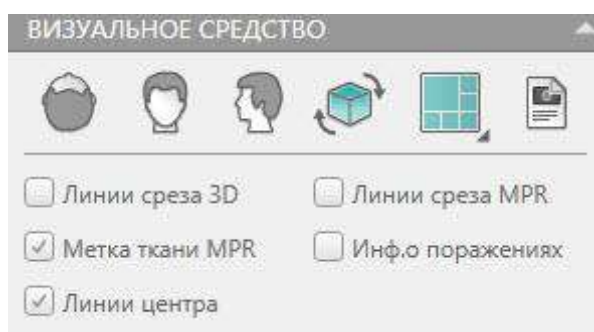 ВИЗУАЛЬНОЕ СРЕДСТВО
Линии среза 3D Линии среза MPR
Метка ткани MPR Инф.о поражениях
Линии центра